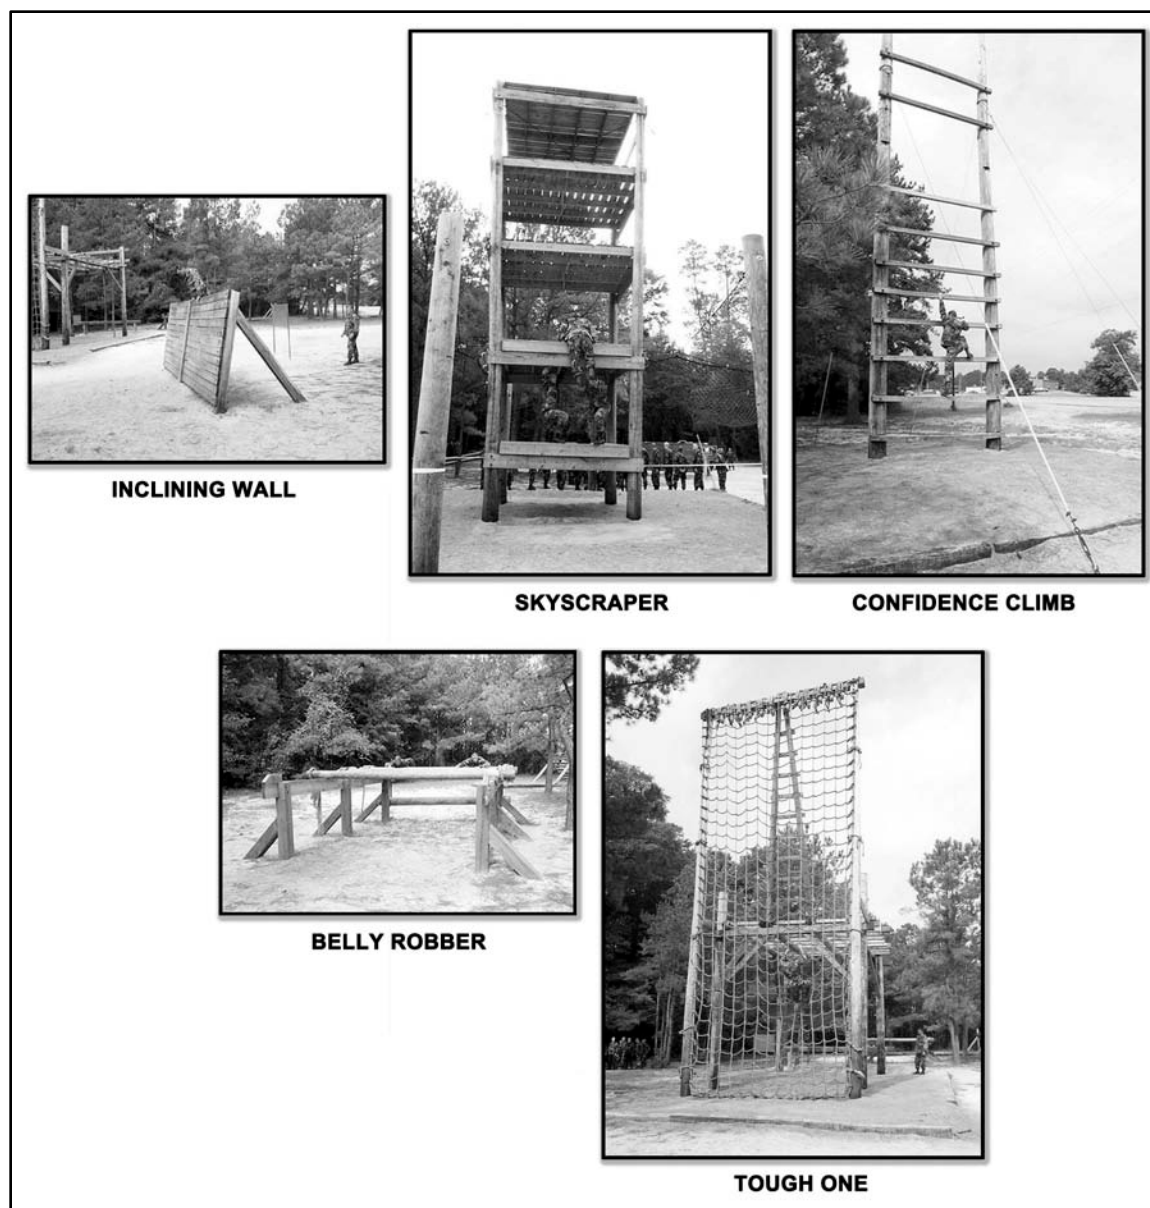 INCLINING WALL
SKYSCRAPER
CONFIDENCE CLIMB
BELLY ROBBER
TOUGH ONE